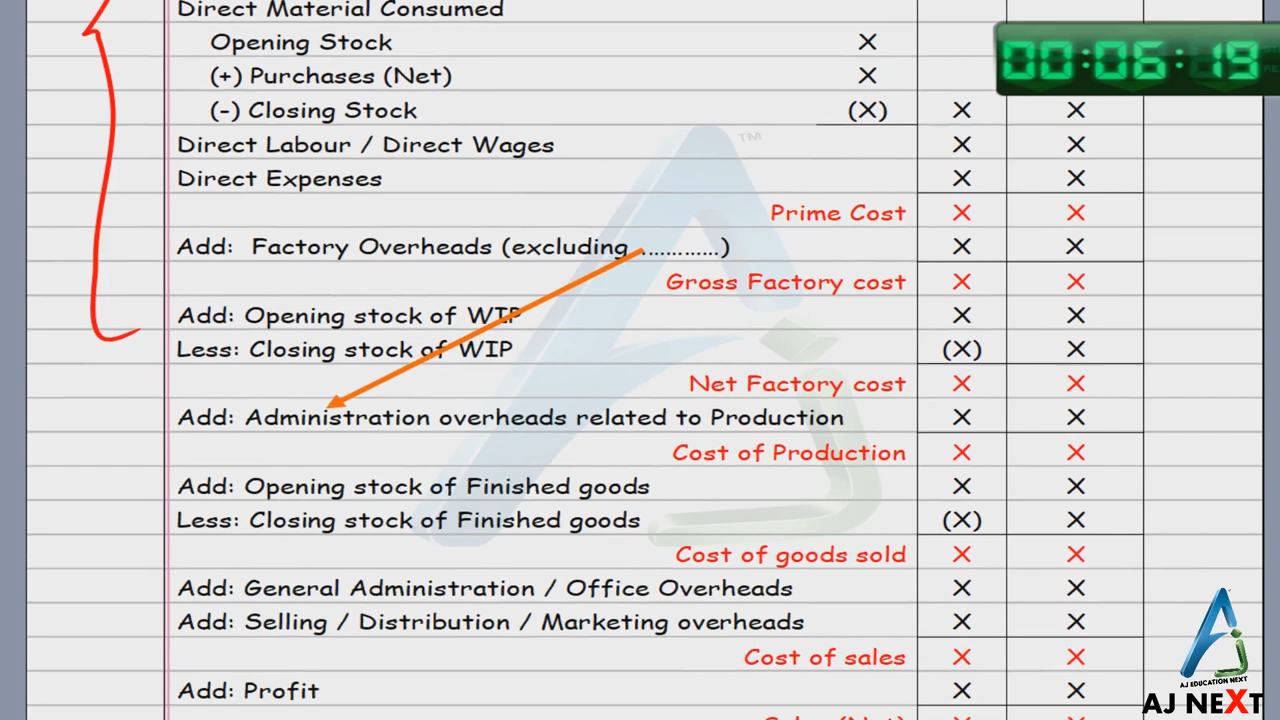 Direct Material Consumed
Opening Stock X
(+) Purchases (Net) X
00:06:19
(-) Closing Stock (X) X X
TM
Direct Labour / Direct Wages X X
Direct Expenses X X
Prime Cost X X
Add: Factory Overheads (excluding ............) X X
Gross Factory cost X X
Add: Opening stock of WIP X X
Less: Closing stock of WIP (X) X
Net Factory cost X X
Add: Administration overheads related to Production X X
Cost of Production X X
Add: Opening stock of Finished goods X X
Less: Closing stock of Finished goods (X) X
Cost of goods sold X X
Add: General Administration / Office Overheads X X
Add: Selling / Distribution / Marketing overheads X X
Cost of sales X X
Add: Profit X X
AJ EDUCATION NEXT
AJ NEXT